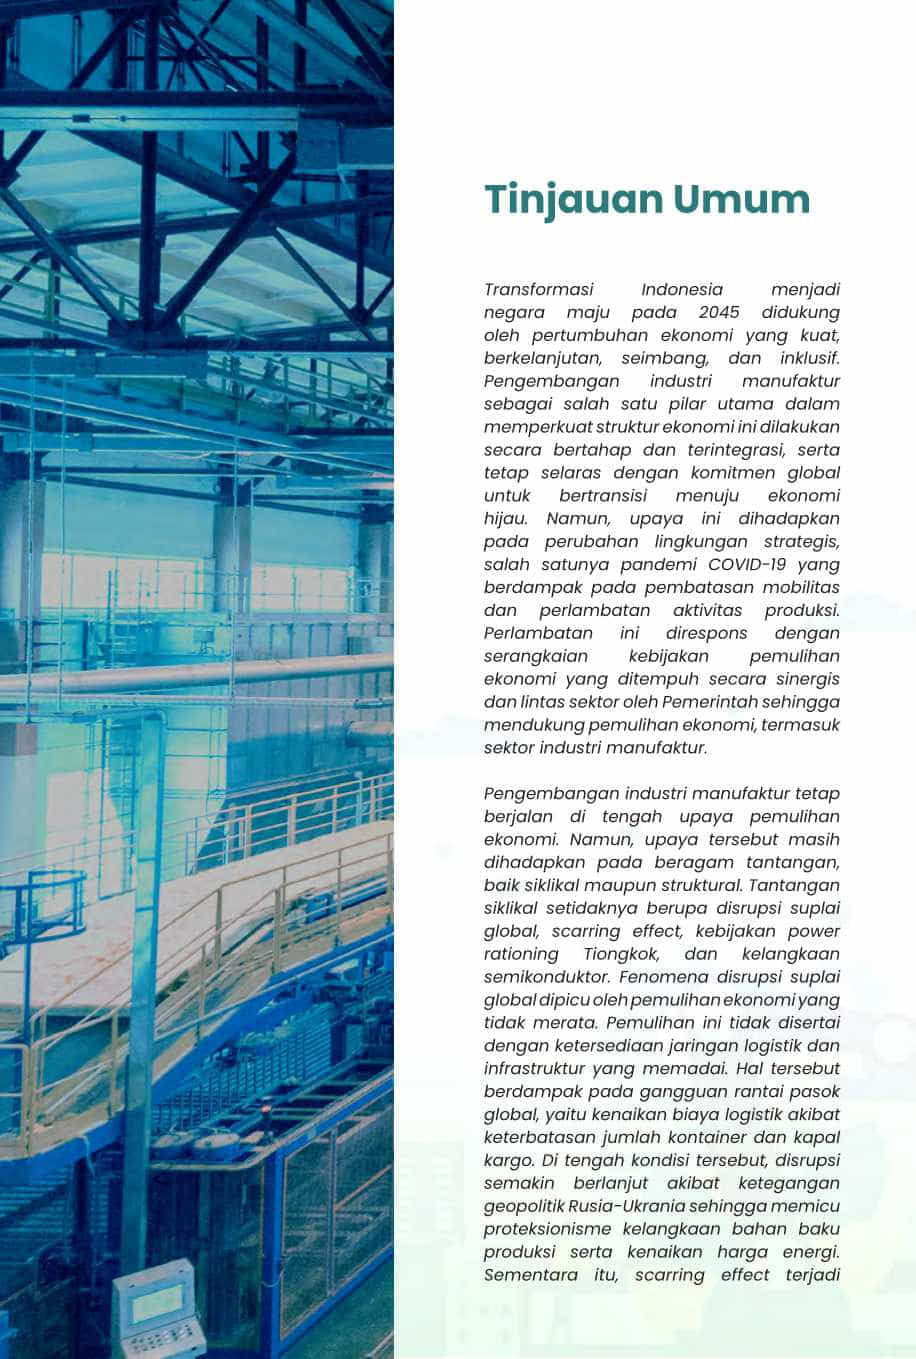 Tinjauan Umum
Transformasi Indonesia menjadi
negara maju pada 2045 didukung
oleh pertumbuhan ekonomi yang kuat,
berkelanjutan, seimbang, dan inklusif.
Pengembangan industri manufaktur
sebagai salah satu pilar utama dalam
memperkuat struktur ekonomi ini dilakukan
secara bertahap dan terintegrasi, serta
tetap selaras dengan komitmen global
untuk bertransisi menuju ekonomi
hijau. Namun, upaya ini dihadapkan
pada perubahan lingkungan strategis,
salah satunya pandemi COVID-19 yang
berdampak pada pembatasan mobilitas
dan perlambatan aktivitas produksi.
Perlambatan ini direspons dengan
serangkaian kebijakan pemulihan
ekonomi yang ditempuh secara sinergis
dan lintas sektor oleh Pemerintah sehingga
mendukung pemulihan ekonomi, termasuk
sektor industri manufaktur.
Pengembangan industri manufaktur tetap
berjalan di tengah upaya pemulihan
ekonomi. Namun, upaya tersebut masih
dihadapkan pada beragam tantangan,
baik siklikal maupun struktural. Tantangan
siklikal setidaknya berupa disrupsi suplai
global, scarring effect, kebijakan power
rationing Tiongkok, dan kelangkaan
semikonduktor. Fenomena disrupsi suplai
global dipicu oleh pemulihan ekonomi yang
tidak merata. Pemulihan ini tidak disertai
dengan ketersediaan jaringan logistik dan
infrastruktur yang memadai. Hal tersebut
berdampak pada gangguan rantai pasok
global, yaitu kenaikan biaya logistik akibat
keterbatasan jumlah kontainer dan kapal
kargo. Di tengah kondisi tersebut, disrupsi
semakin berlanjut akibat ketegangan
geopolitik Rusia-Ukrania sehingga memicu
proteksionisme kelangkaan bahan baku
produksi serta kenaikan harga energi.
Sementara itu, scarring effect terjadi